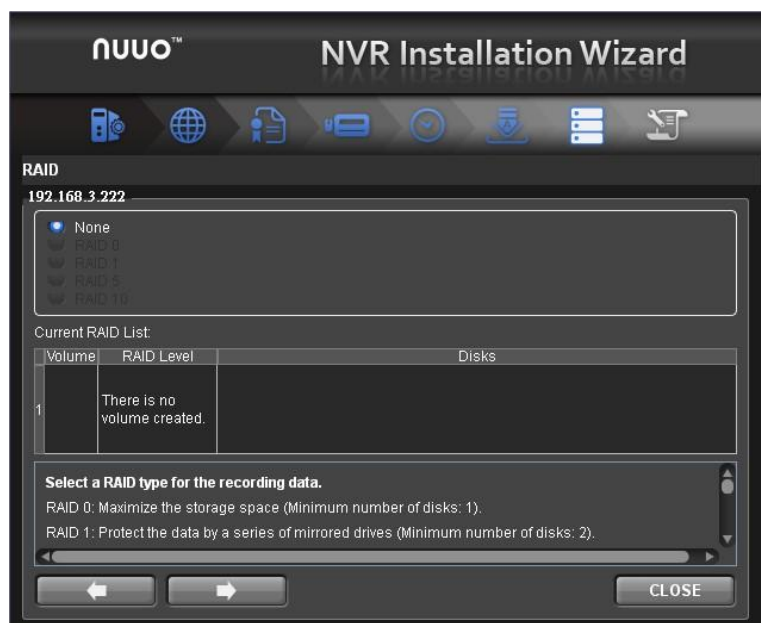 nuuo™
NVR Installation Wizard
RAID
192.168.3.222
None
RAID 0
RAID 1
RAID 5
RAID 10
Current RAID List:
Volume RAID Level Disks
1 There is no
volume created.
Select a RAID type for the recording data.
RAID 0: Maximize the storage space (Minimum number of disks: 1).
RAID 1: Protect the data by a series of mirrored drives (Minimum number of disks: 2).
CLOSE